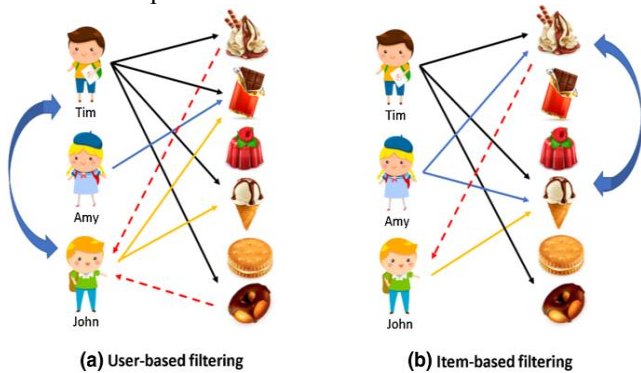 Tim
Amy
John
(a) User-based filtering
Tim
Amy
John
(b) Item-based filtering